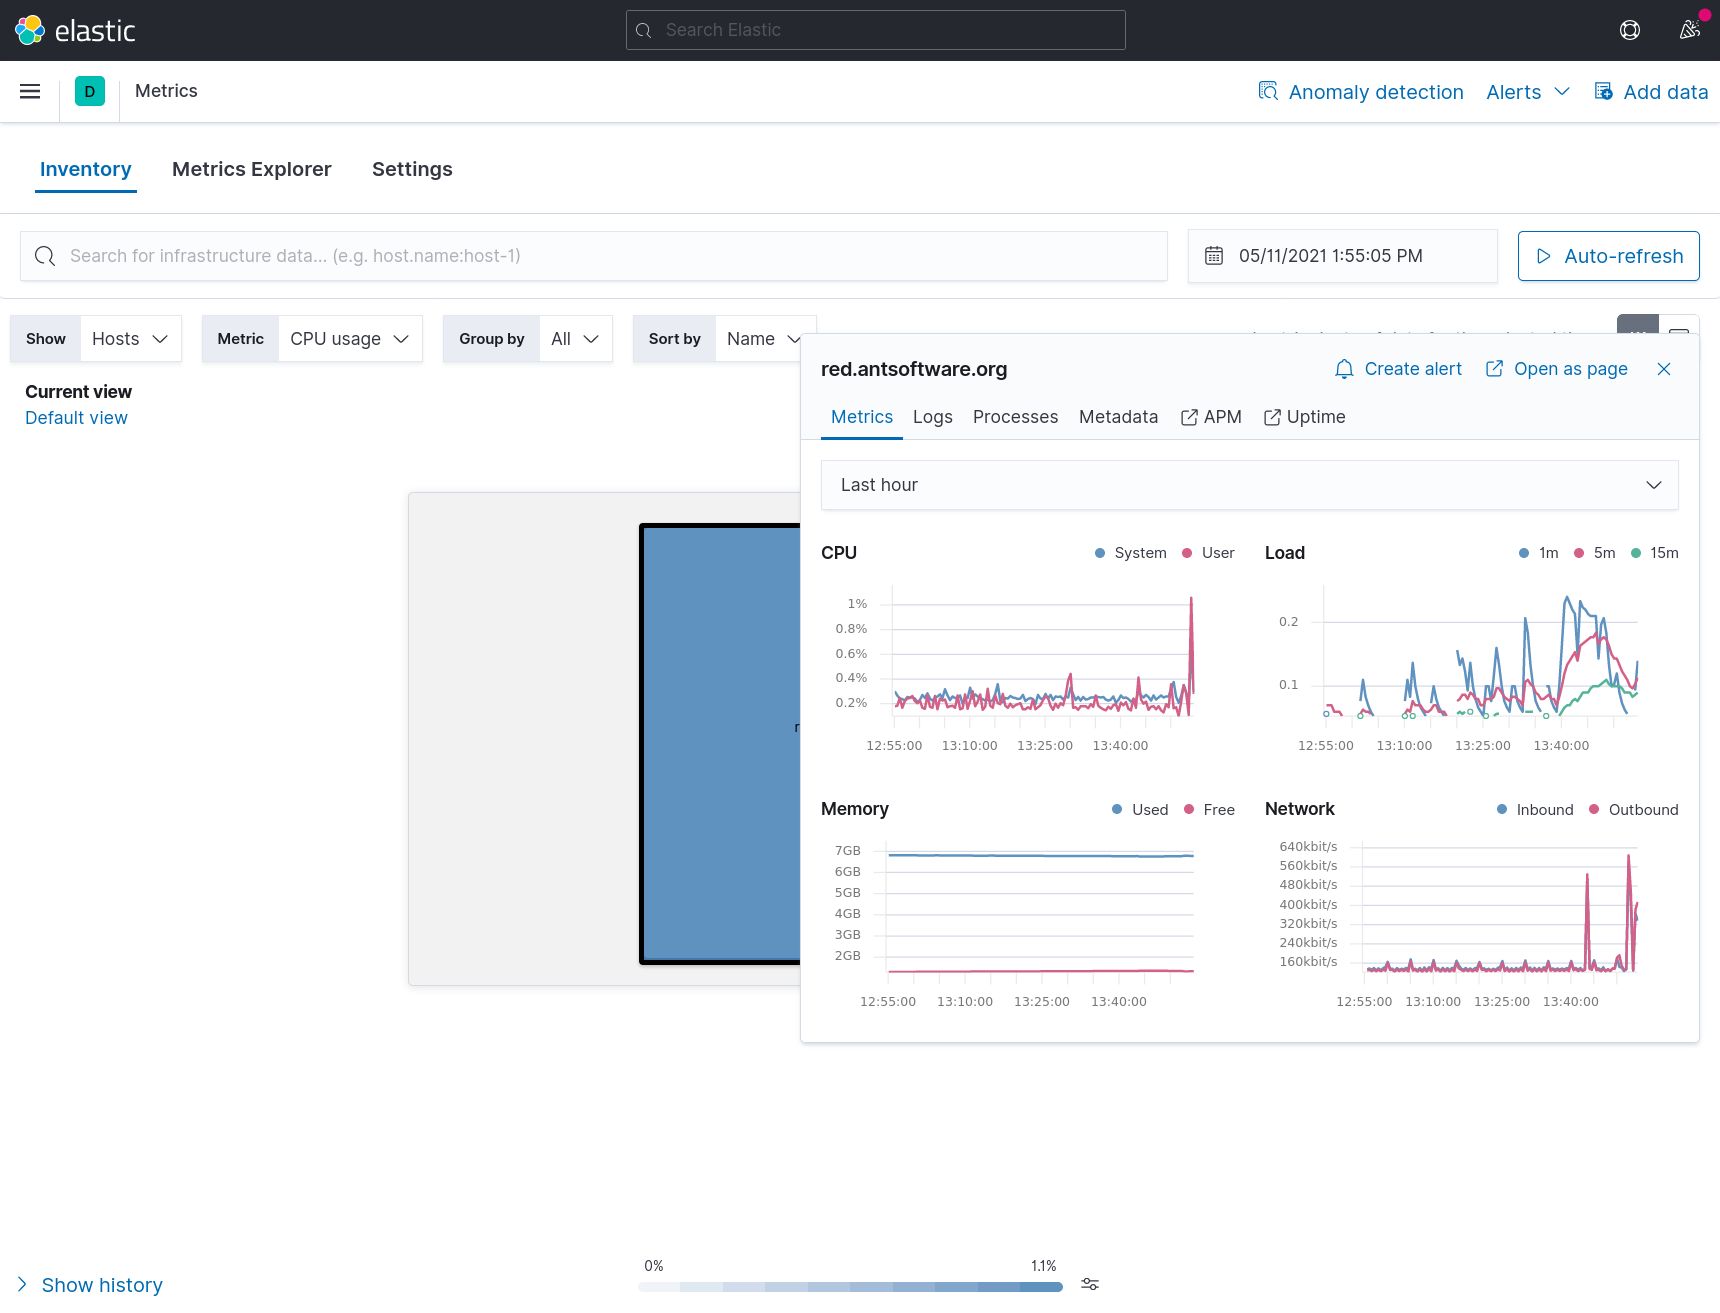 elastic
Search Elastic
D
Metrics
Anomaly detection
Alerts
Add data
Inventory
Metrics Explorer
Settings
Search for infrastructure data... (e.g. host.name:host-1)
05/11/2021 1:55:05 PM
Auto-refresh
Show
Hosts
Metric
CPU usage
Group by
All
Sort by
Name
Current view
Default view
red.antsoftware.org
Create alert
Open as page
Metrics
Logs
Processes
Metadata
APM
Uptime
Last hour
CPU
System
User
1%
0.8%
0.6%
0.4%
0.2%
12:55:00
13:10:00
13:25:00
13:40:00
Load
1m
5m
15m
0.2
0.1
12:55:00
13:10:00
13:25:00
13:40:00
Memory
Used
Free
7GB
6GB
5GB
4GB
3GB
2GB
12:55:00
13:10:00
13:25:00
13:40:00
Network
Inbound
Outbound
640kbit/s
560kbit/s
480kbit/s
400kbit/s
320kbit/s
240kbit/s
160kbit/s
12:55:00
13:10:00
13:25:00
13:40:00
0%
1.1%
Show history